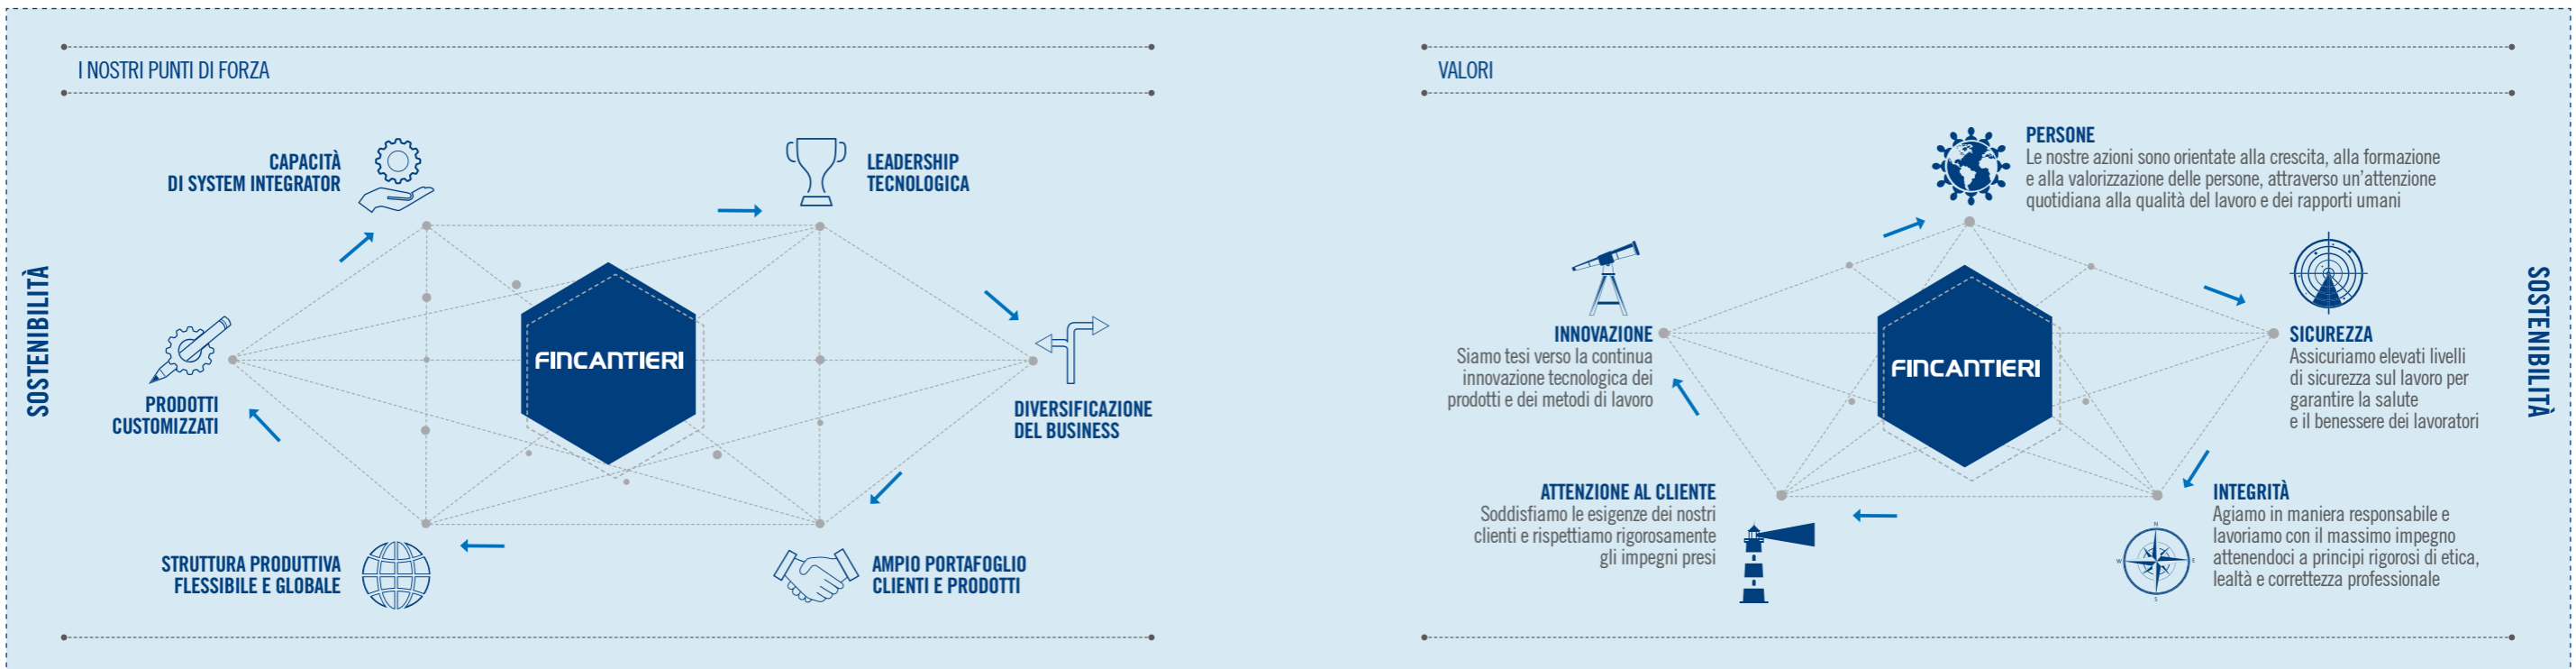 I NOSTRI PUNTI DI FORZA
SOSTENIBILITÀ
CAPACITÀ
DI SYSTEM INTEGRATOR
LEADERSHIP
TECNOLOGICA
PRODOTTI
CUSTOMIZZATI
FINCANTIERI
DIVERSIFICAZIONE
DEL BUSINESS
STRUTTURA PRODUTTIVA
FLESSIBILE E GLOBALE
AMPIO PORTAFOGLIO
CLIENTI E PRODOTTI
VALORI
PERSONE
Le nostre azioni sono orientate alla crescita, alla formazione
e alla valorizzazione delle persone, attraverso un'attenzione
quotidiana alla qualità del lavoro e dei rapporti umani
INNOVAZIONE
Siamo tesi verso la continua
innovazione tecnologica dei
prodotti e dei metodi di lavoro
FINCANTIERI
SICUREZZA
Assicuriamo elevati livelli
di sicurezza sul lavoro per
garantire la salute
e il benessere dei lavoratori
ATTENZIONE AL CLIENTE
Soddisfiamo le esigenze dei nostri
clienti e rispettiamo rigorosamente
gli impegni presi
INTEGRITÀ
Agiamo in maniera responsabile e
lavoriamo con il massimo impegno
attenendoci a principi rigorosi di etica,
lealtà e correttezza professionale
N
W
E
S
SOSTENIBILITÀ